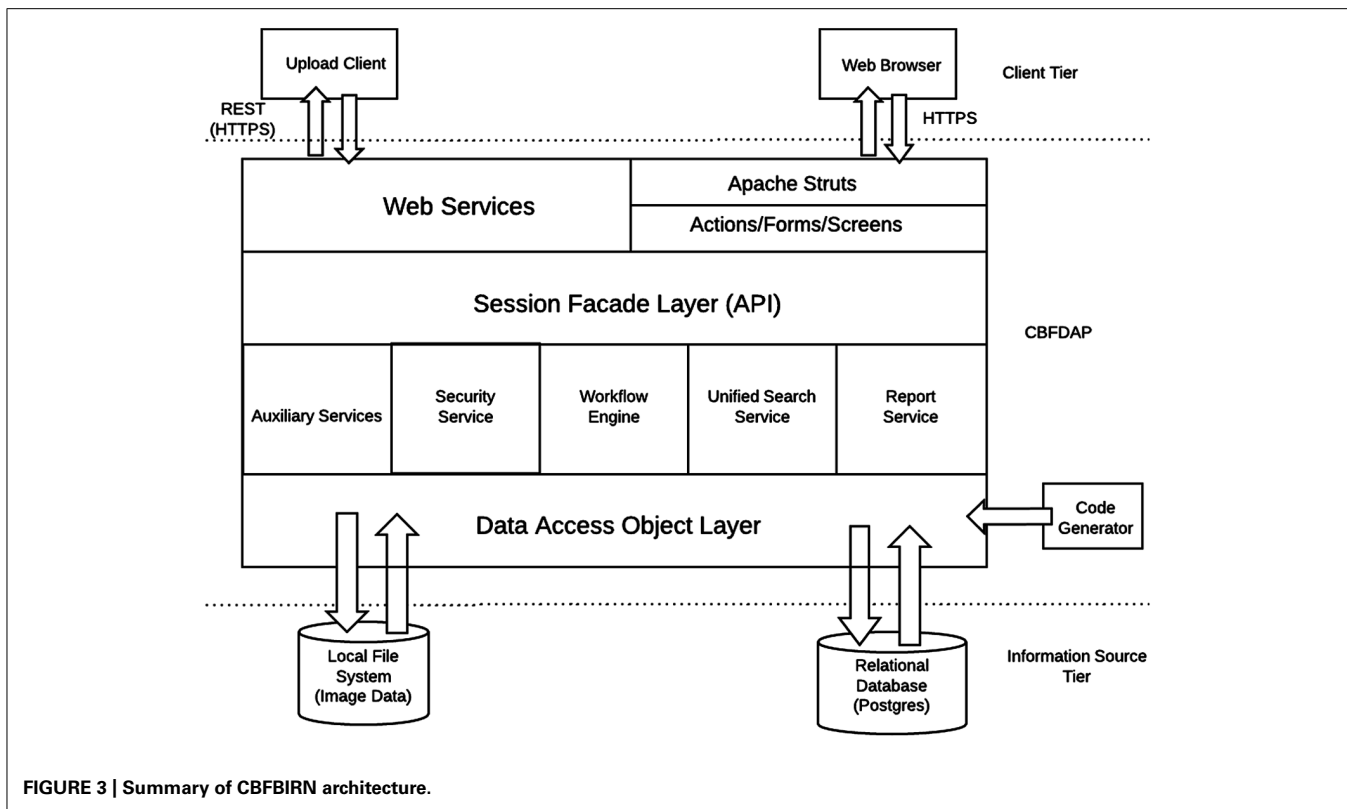 Upload Client
Web Browser
Client Tier
REST
(HTTPS)
HTTPS
Web Services
Apache Struts
Actions/Forms/Screens
Session Facade Layer (API)
CBFDAP
Auxiliary Services
Security
Service
Workflow
Engine
Unified Search
Service
Report
Service
Data Access Object Layer
Code
Generator
Local File
System
(Image Data)
Relational
Database
(Postgres)
Information Source
Tier
FIGURE 3 | Summary of CBFBIRN architecture.